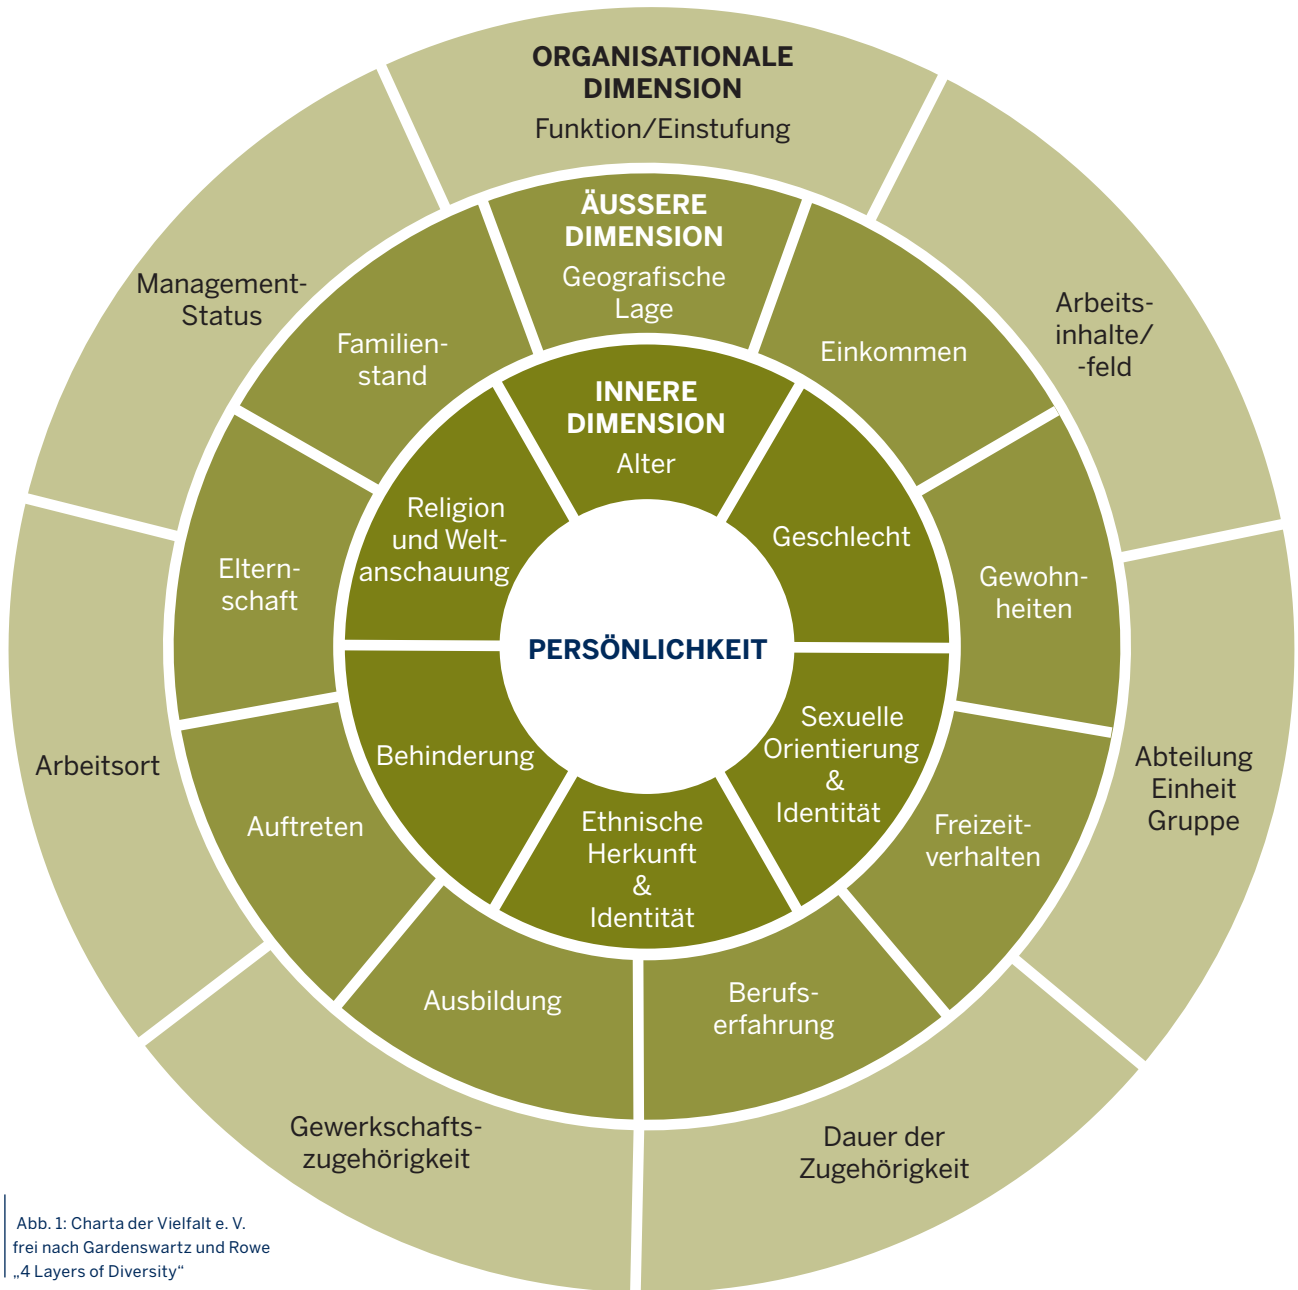 ORGANISATIONALE
DIMENSION
Funktion/Einstufung
Arbeits-
inhalte/
-feld
Abteilung
Einheit
Gruppe
Dauer der
Zugehörigkeit
Gewerkschafts-
zugehörigkeit
Arbeitsort
Management-
Status
ÄUSSERE
DIMENSION
Geografische
Lage
Einkommen
Gewohn-
heiten
Freizeit-
verhalten
Berufs-
erfahrung
Ausbildung
Auftreten
Eltern-
schaft
Familien-
stand
INNERE
DIMENSION
Alter
Geschlecht
Sexuelle
Orientierung
&
Identität
Ethnische
Herkunft
&
Identität
Behinderung
Religion
und Welt-
anschauung
PERSÖNLICHKEIT
Abb. 1: Charta der Vielfalt e. V.
frei nach Gardenswartz und Rowe
„4 Layers of Diversity“